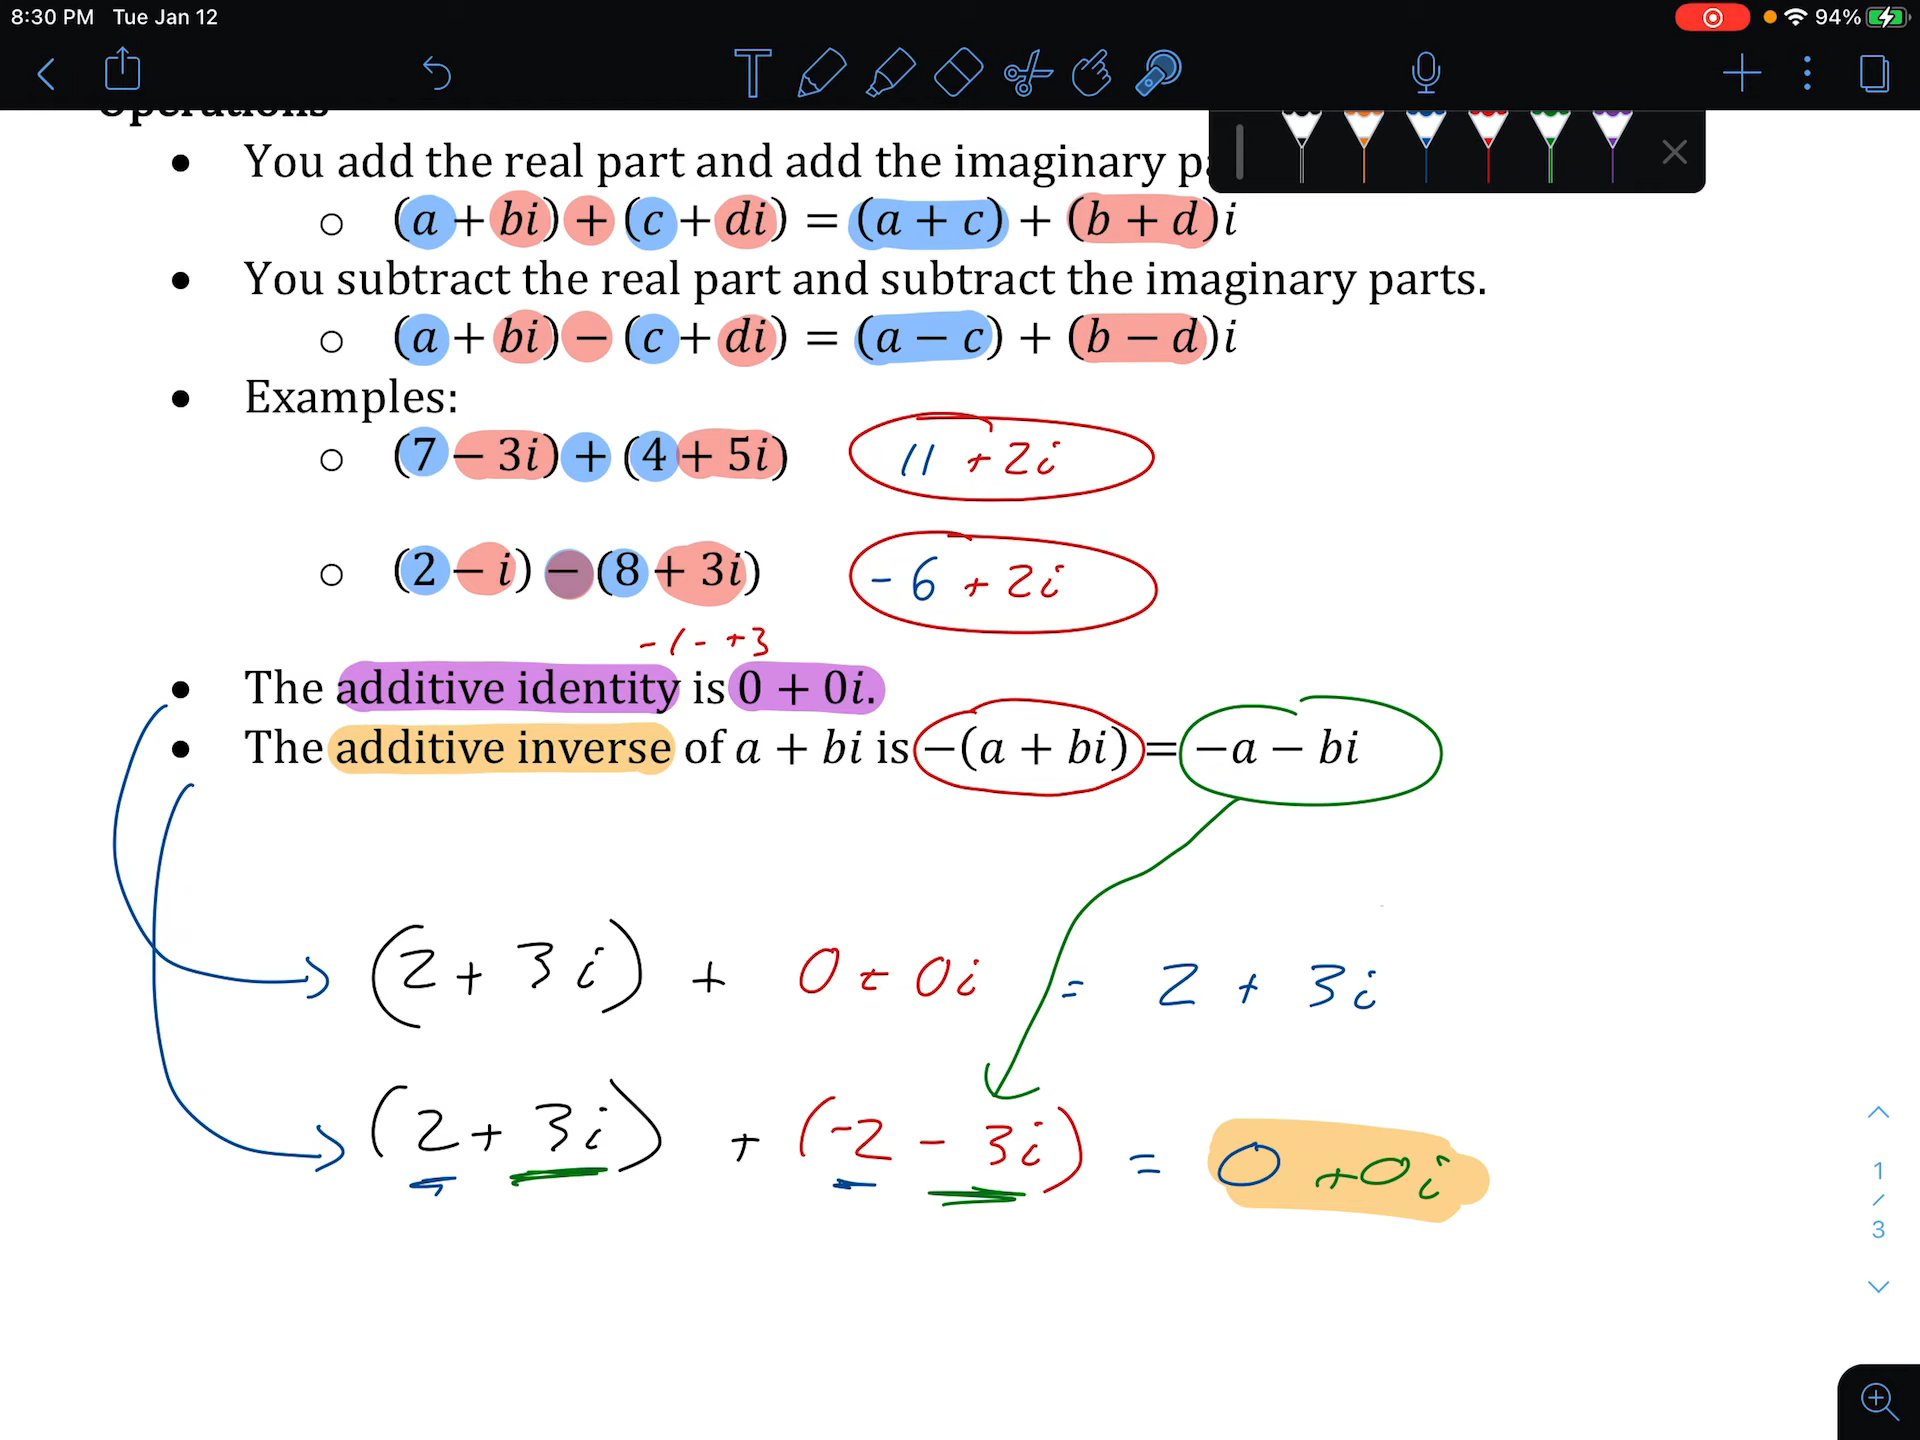 8:30 PM Tue Jan 12 94%
Operations
• You add the real part and add the imaginary pa
○ (a + bi) + (c + di) = (a + c) + (b + d)i
• You subtract the real part and subtract the imaginary parts.
○ (a + bi) − (c + di) = (a − c) + (b − d)i
• Examples:
○ (7 − 3i) + (4 + 5i) 11 + 2i
○ (2 − i) − (8 + 3i) -6 + 2i
-1 - +3
• The additive identity is 0 + 0i.
• The additive inverse of a + bi is −(a + bi) = −a − bi
(2 + 3i) + 0 + 0i = 2 + 3i
(2 + 3i) + (-2 - 3i) = 0 + 0i
1
/
3